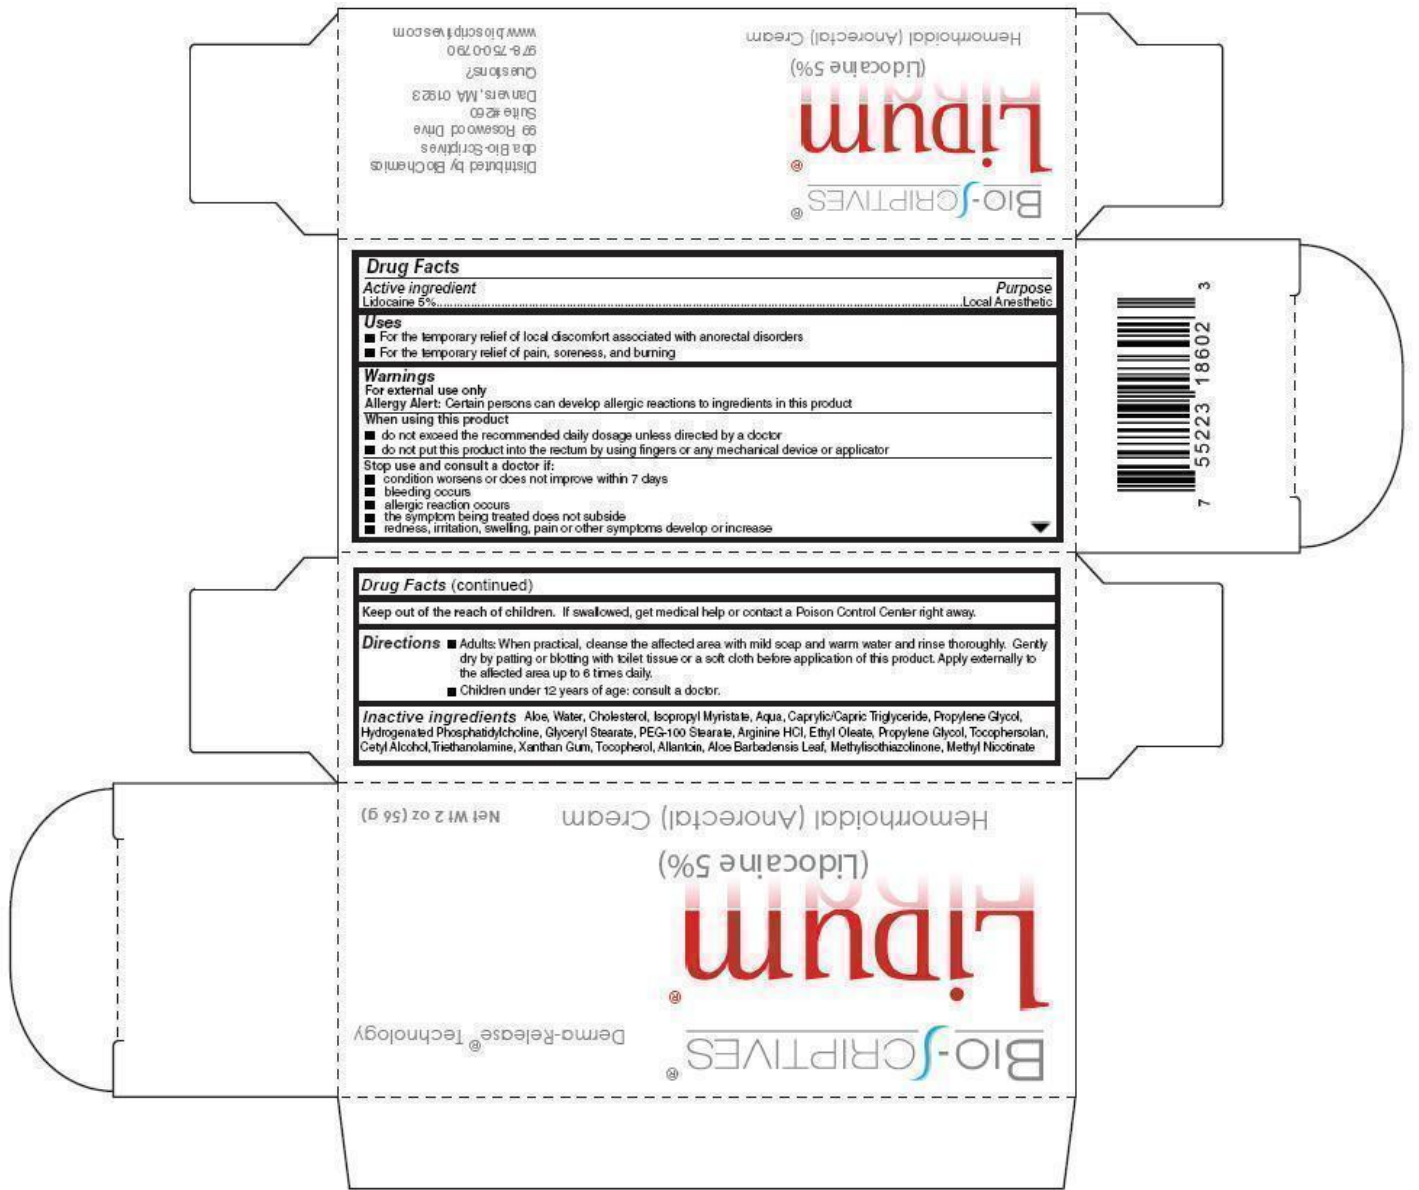 BIO-SCRIPTIVES®
LIDUM®
(Lidocaine 5%)
Hemorrhoidal (Anorectal) Cream
Distributed by BioChemics
dba Bio-Scriptives
99 Rosewood Drive
Suite #260
Danvers, MA 01923
Questions?
978-750-0790
www.bioscriptives.com
Drug Facts
Active ingredient Purpose
Lidocaine 5%........................................Local Anesthetic
Uses
■ For the temporary relief of local discomfort associated with anorectal disorders
■ For the temporary relief of pain, soreness, and burning
Warnings
For external use only
Allergy Alert: Certain persons can develop allergic reactions to ingredients in this product
When using this product
■ do not exceed the recommended daily dosage unless directed by a doctor
■ do not put this product into the rectum by using fingers or any mechanical device or applicator
Stop use and consult a doctor if:
■ condition worsens or does not improve within 7 days
■ bleeding occurs
■ allergic reaction occurs
■ the symptom being treated does not subside
■ redness, irritation, swelling, pain or other symptoms develop or increase
7 55223 18602 3
Drug Facts (continued)
Keep out of the reach of children. If swallowed, get medical help or contact a Poison Control Center right away.
Directions ■ Adults: When practical, cleanse the affected area with mild soap and warm water and rinse thoroughly. Gently
dry by patting or blotting with toilet tissue or a soft cloth before application of this product. Apply externally to
the affected area up to 6 times daily.
■ Children under 12 years of age: consult a doctor.
Inactive ingredients Aloe, Water, Cholesterol, Isopropyl Myristate, Aqua, Caprylic/Capric Triglyceride, Propylene Glycol,
Hydrogenated Phosphatidylcholine, Glyceryl Stearate, PEG-100 Stearate, Arginine HCl, Ethyl Oleate, Propylene Glycol, Tocophersolan,
Cetyl Alcohol,Triethanolamine, Xanthan Gum, Tocopherol, Allantoin, Aloe Barbadensis Leaf, Methylisothiazolinone, Methyl Nicotinate
BIO-SCRIPTIVES®
Derma-Release® Technology
LIDUM®
(Lidocaine 5%)
Hemorrhoidal (Anorectal) Cream
Net Wt 2 oz (56 g)